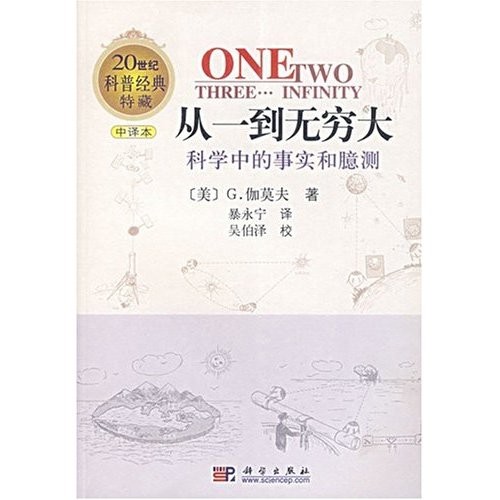 20世纪
科普经典
特藏
中译本
ONE TWO
THREE… INFINITY
从一到无穷大
科学中的事实和臆测
〔美〕G.伽莫夫 著
暴永宁 译
吴伯泽 校
科学出版社
www.sciencep.com